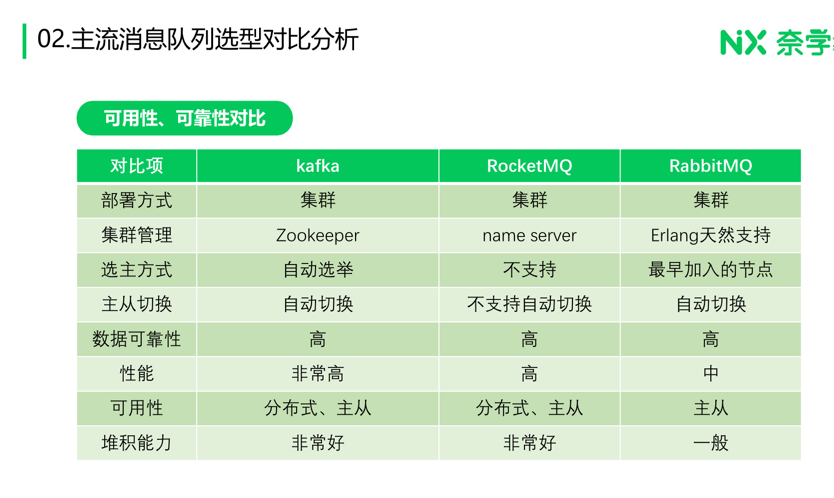 02.主流消息队列选型对比分析
NX 奈学
可用性、可靠性对比
对比项 kafka RocketMQ RabbitMQ
部署方式 集群 集群 集群
集群管理 Zookeeper name server Erlang天然支持
选主方式 自动选举 不支持 最早加入的节点
主从切换 自动切换 不支持自动切换 自动切换
数据可靠性 高 高 高
性能 非常高 高 中
可用性 分布式、主从 分布式、主从 主从
堆积能力 非常好 非常好 一般